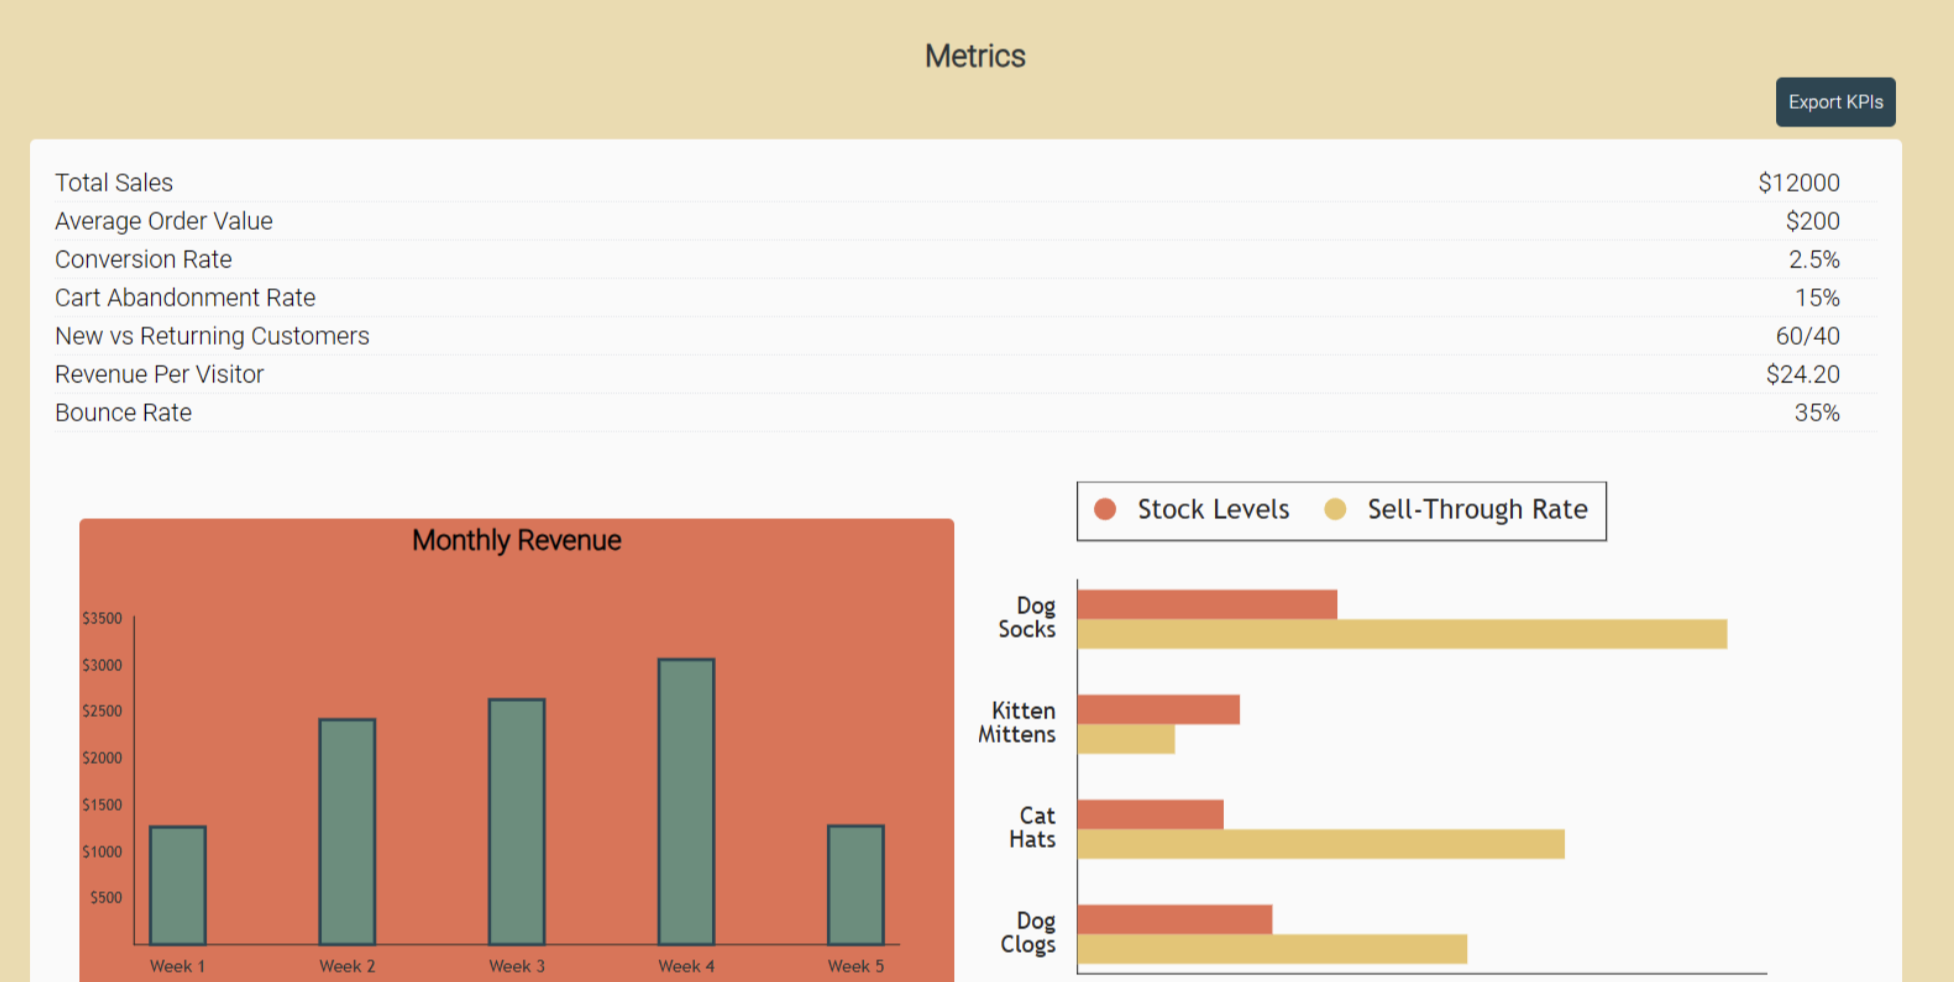 Metrics
Export KPIs
Total Sales $12000
Average Order Value $200
Conversion Rate 2.5%
Cart Abandonment Rate 15%
New vs Returning Customers 60/40
Revenue Per Visitor $24.20
Bounce Rate 35%
Monthly Revenue
$3500
$3000
$2500
$2000
$1500
$1000
$500
Week 1 Week 2 Week 3 Week 4 Week 5
Stock Levels Sell-Through Rate
Dog
Socks
Kitten
Mittens
Cat
Hats
Dog
Clogs